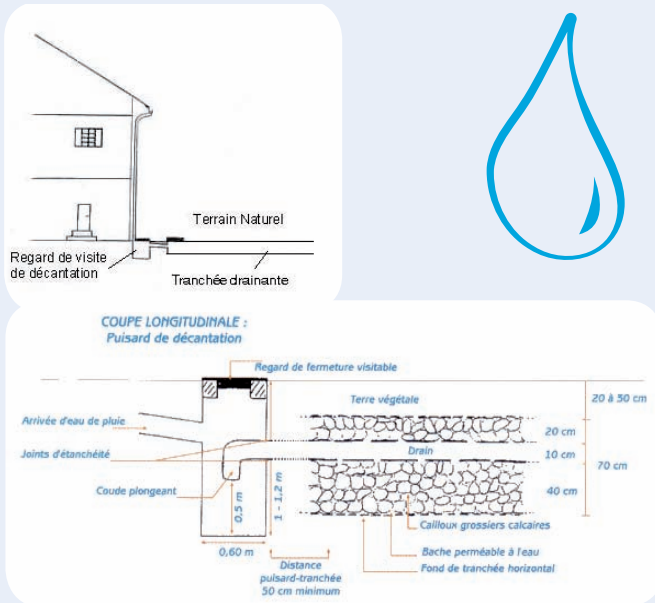 Terrain Naturel
Regard de visite
de décantation
Tranchée drainante
COUPE LONGITUDINALE :
Puisard de décantation
Regard de fermeture visitable
Terre végétale
20 à 50 cm
Arrivée d'eau de pluie
20 cm
Joints d'étanchéité
Drain
10 cm
70 cm
Coude plongeant
0,5 m
1 - 1,2 m
40 cm
Cailloux grossiers calcaires
0,60 m
Distance
puisard-tranchée
50 cm minimum
Bache perméable à l'eau
Fond de tranchée horizontal